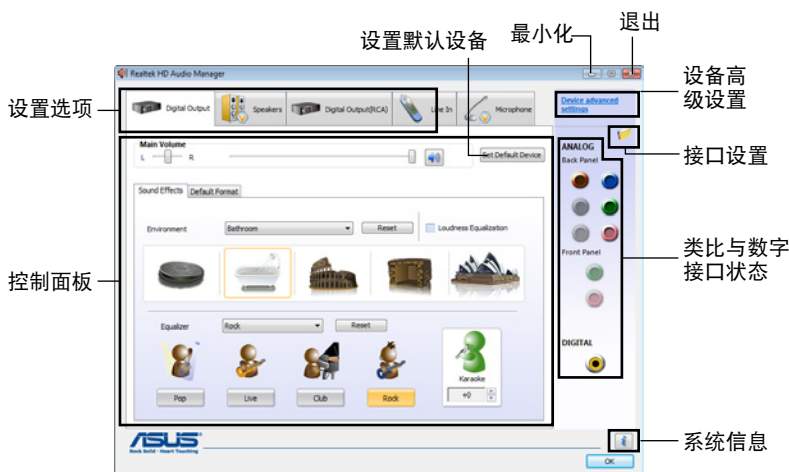 设置默认设备
最小化
退出
Realtek HD Audio Manager
设置选项
Digital Output
Speakers
Digital Output(RCA)
Line In
Microphone
Device advanced
settings
设备高
级设置
Main Volume
L
R
Set Default Device
ANALOG
Back Panel
接口设置
Sound Effects
Default Format
Environment
Bathroom
Reset
Loudness Equalization
Front Panel
类比与数字
接口状态
控制面板
Equalizer
Rock
Reset
DIGITAL
Karaoke
Pop
Live
Club
Rock
+0
ASUS
Rock Solid · Heart Touching
系统信息
OK